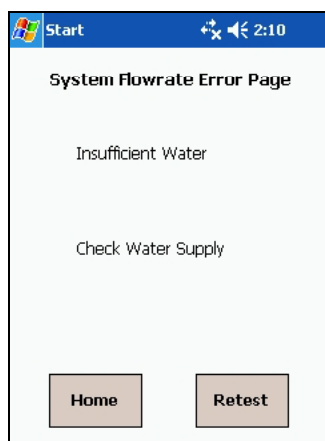 Start 2:10
System Flowrate Error Page
Insufficient Water
Check Water Supply
Home Retest